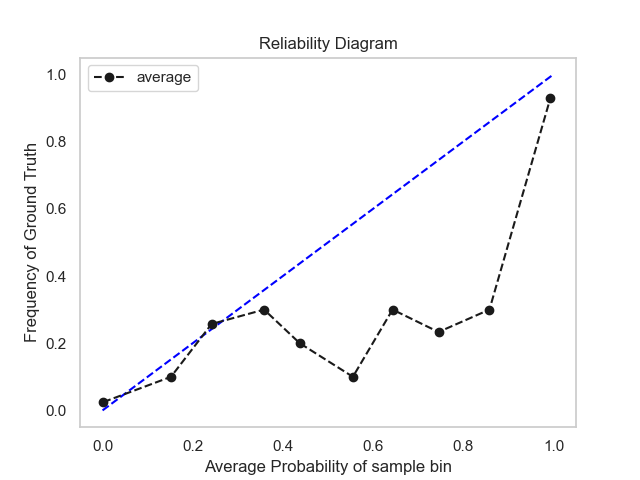 Reliability Diagram
average
Frequency of Ground Truth
1.0
0.8
0.6
0.4
0.2
0.0
0.0 0.2 0.4 0.6 0.8 1.0
Average Probability of sample bin